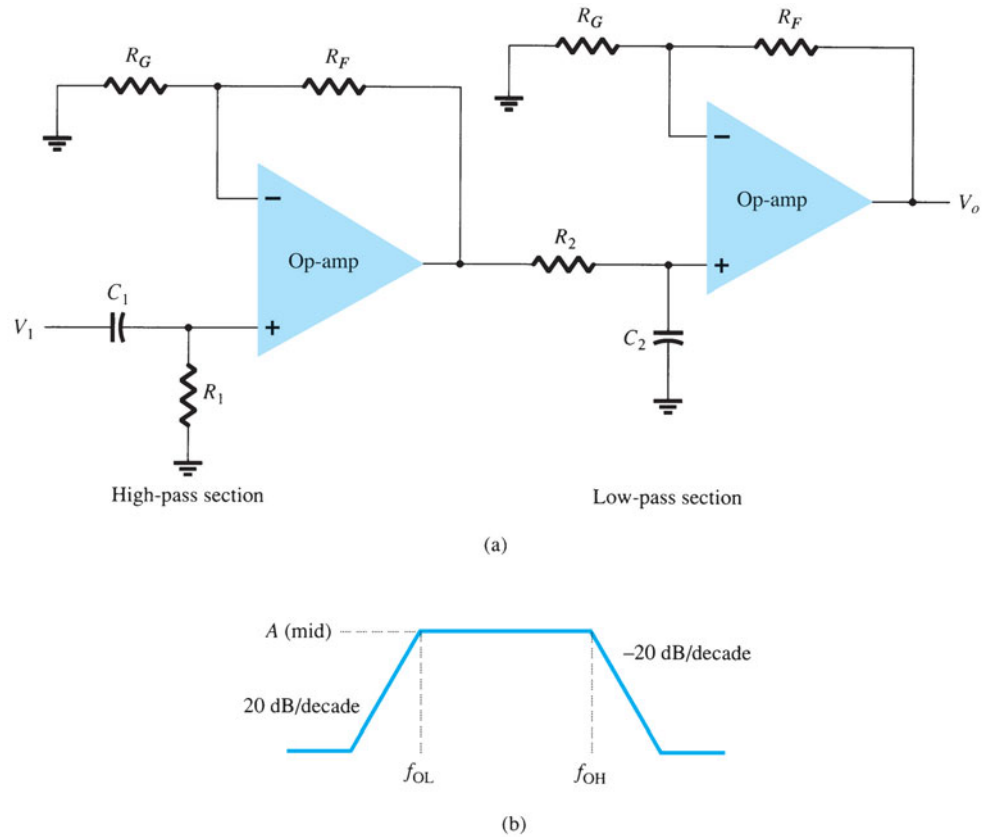 R_G
R_F
R_G
R_F
−
Op-amp
+
V_1
C_1
R_1
R_2
C_2
−
Op-amp
+
V_o
High-pass section
Low-pass section
(a)
A (mid)
20 dB/decade
–20 dB/decade
f_OL
f_OH
(b)